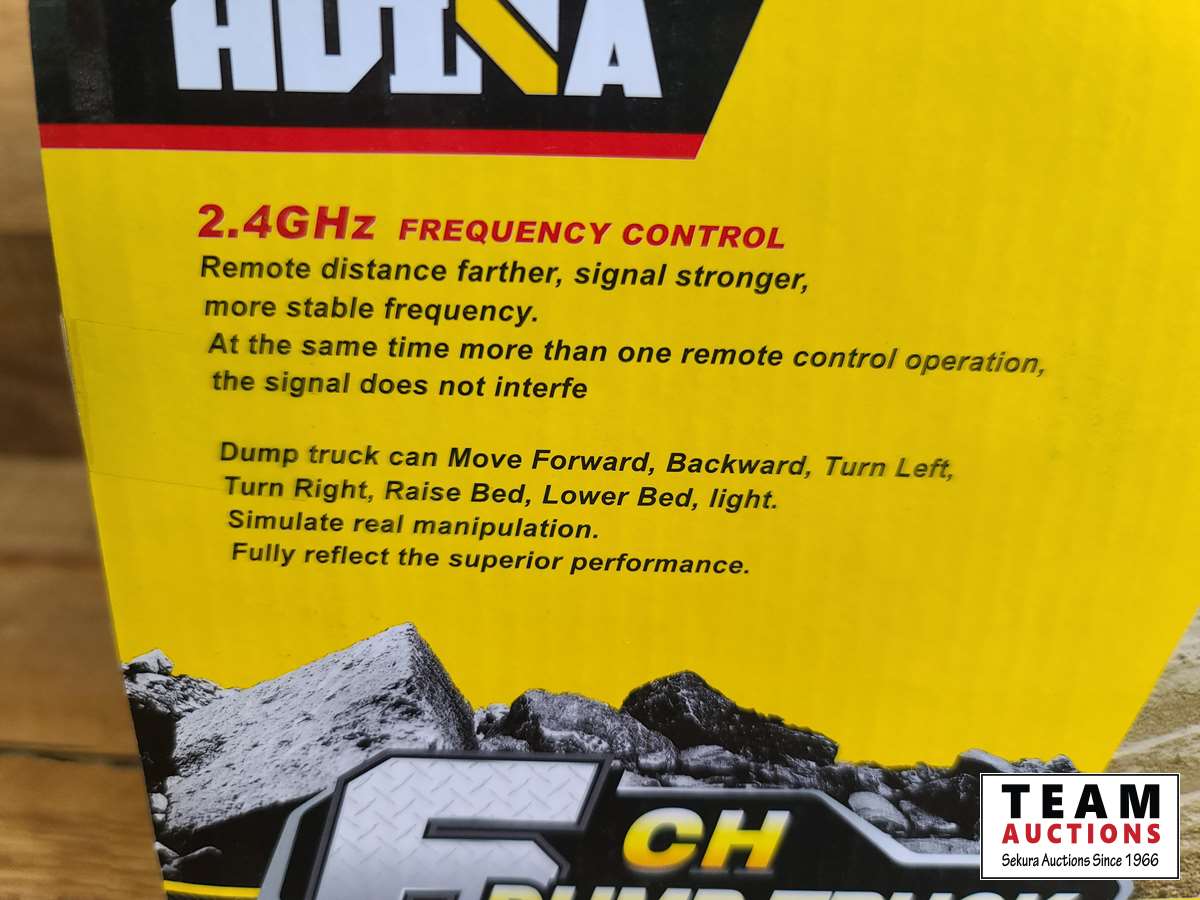 HUINA
2.4GHz FREQUENCY CONTROL
Remote distance farther, signal stronger,
more stable frequency.
At the same time more than one remote control operation,
the signal does not interfe
Dump truck can Move Forward, Backward, Turn Left,
Turn Right, Raise Bed, Lower Bed, light.
Simulate real manipulation.
Fully reflect the superior performance.
6 CH
DUMP TRUCK
TEAM
AUCTIONS
Sekura Auctions Since 1966